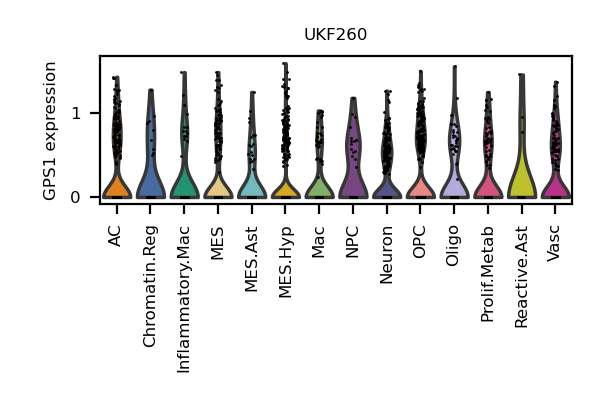 UKF260
GPS1 expression
1
0
AC
Chromatin.Reg
Inflammatory.Mac
MES
MES.Ast
MES.Hyp
Mac
NPC
Neuron
OPC
Oligo
Prolif.Metab
Reactive.Ast
Vasc